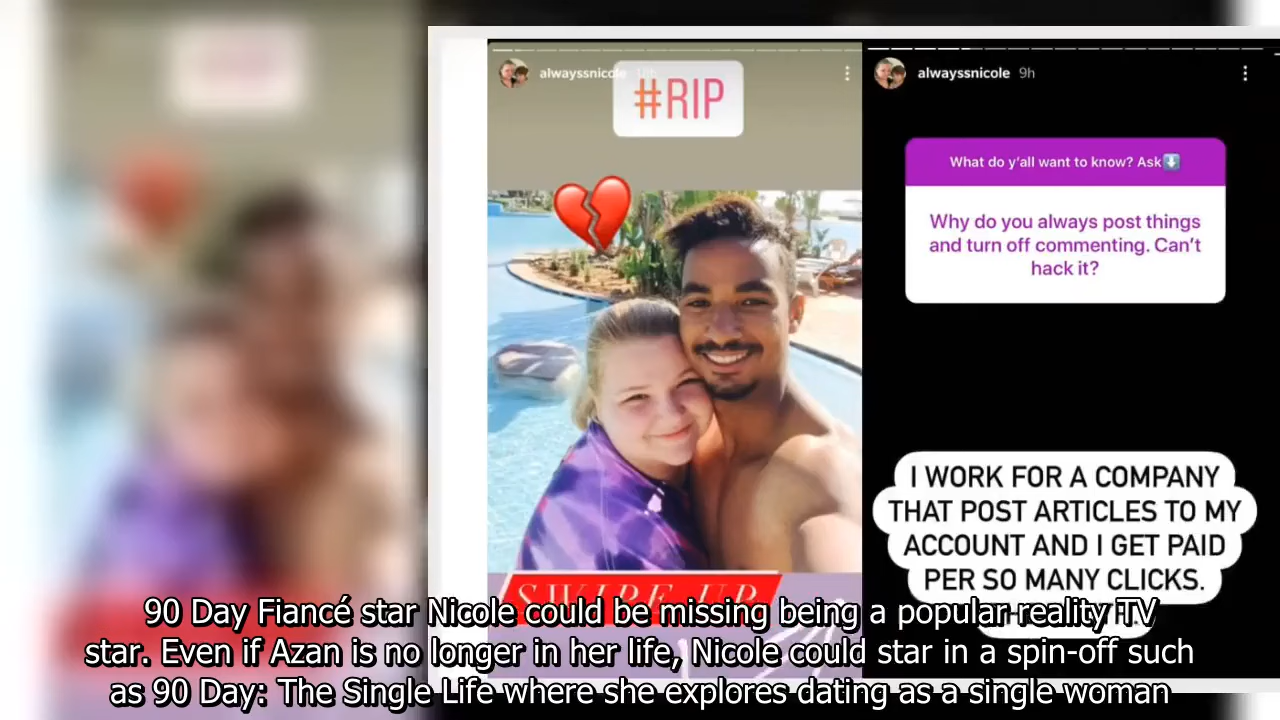 #RIP
alwayssnicole
SWIPE UP
alwayssnicole 9h
What do y'all want to know? Ask
Why do you always post things
and turn off commenting. Can't
hack it?
I WORK FOR A COMPANY
THAT POST ARTICLES TO MY
ACCOUNT AND I GET PAID
PER SO MANY CLICKS.
90 Day Fiancé star Nicole could be missing being a popular reality TV
star. Even if Azan is no longer in her life, Nicole could star in a spin-off such
as 90 Day: The Single Life where she explores dating as a single woman